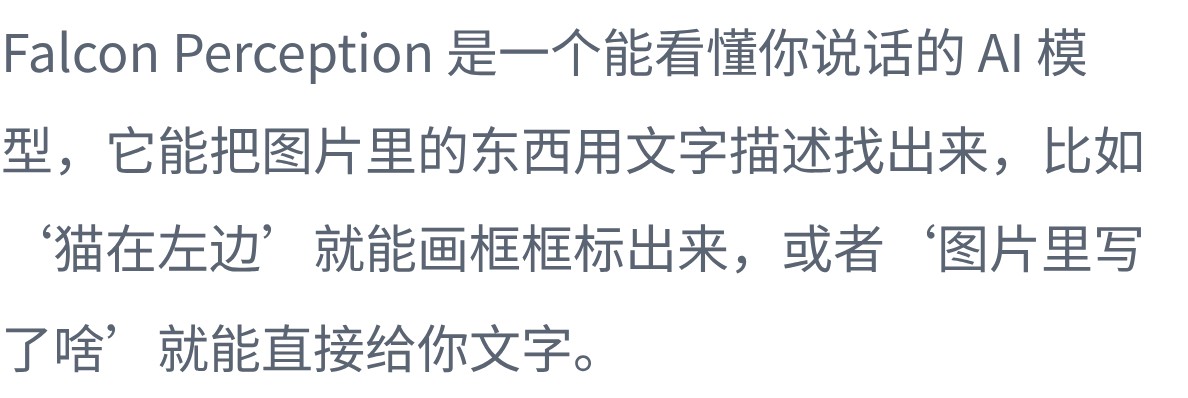 Falcon Perception 是一个能看懂你说话的 AI 模
型，它能把图片里的东西用文字描述找出来，比如
‘猫在左边’就能画框框标出来，或者‘图片里写
了啥’就能直接给你文字。